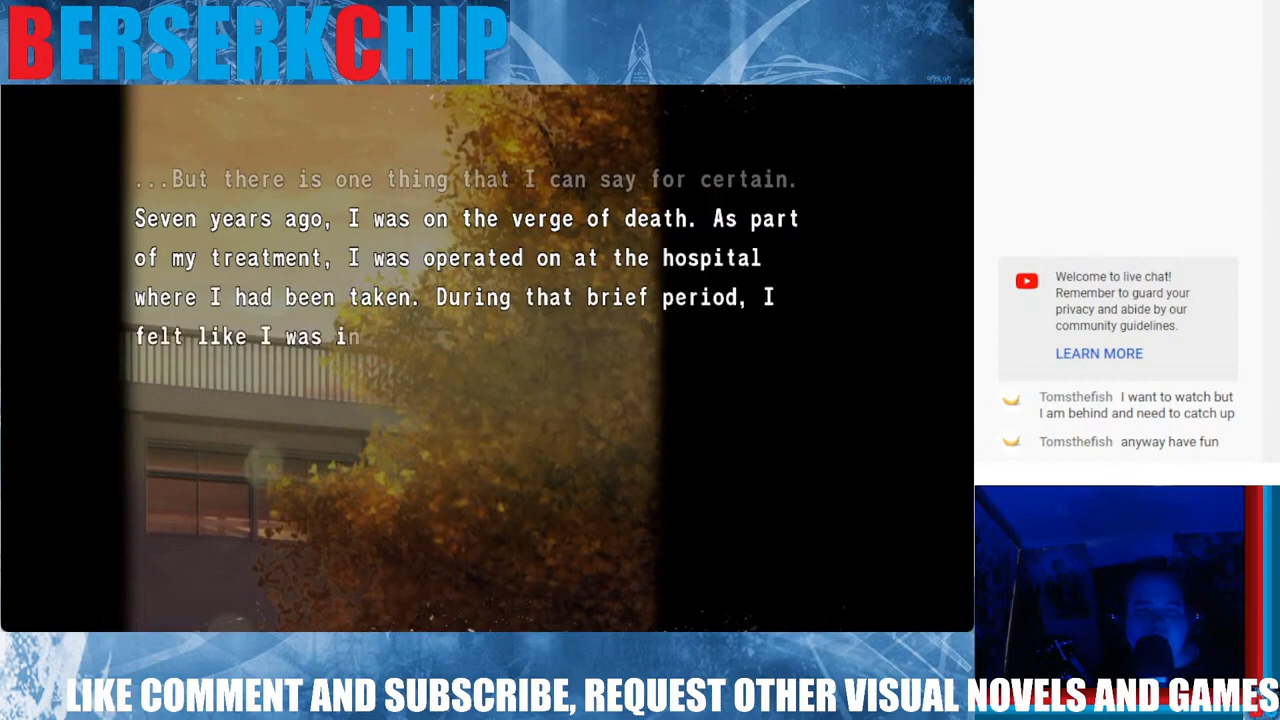 BERSERKCHIP
...But there is one thing that I can say for certain.
Seven years ago, I was on the verge of death. As part
of my treatment, I was operated on at the hospital
where I had been taken. During that brief period, I
felt like I was in
Welcome to live chat!
Remember to guard your
privacy and abide by our
community guidelines.
LEARN MORE
Tomsthefish I want to watch but
I am behind and need to catch up
Tomsthefish anyway have fun
LIKE COMMENT AND SUBSCRIBE, REQUEST OTHER VISUAL NOVELS AND GAMES